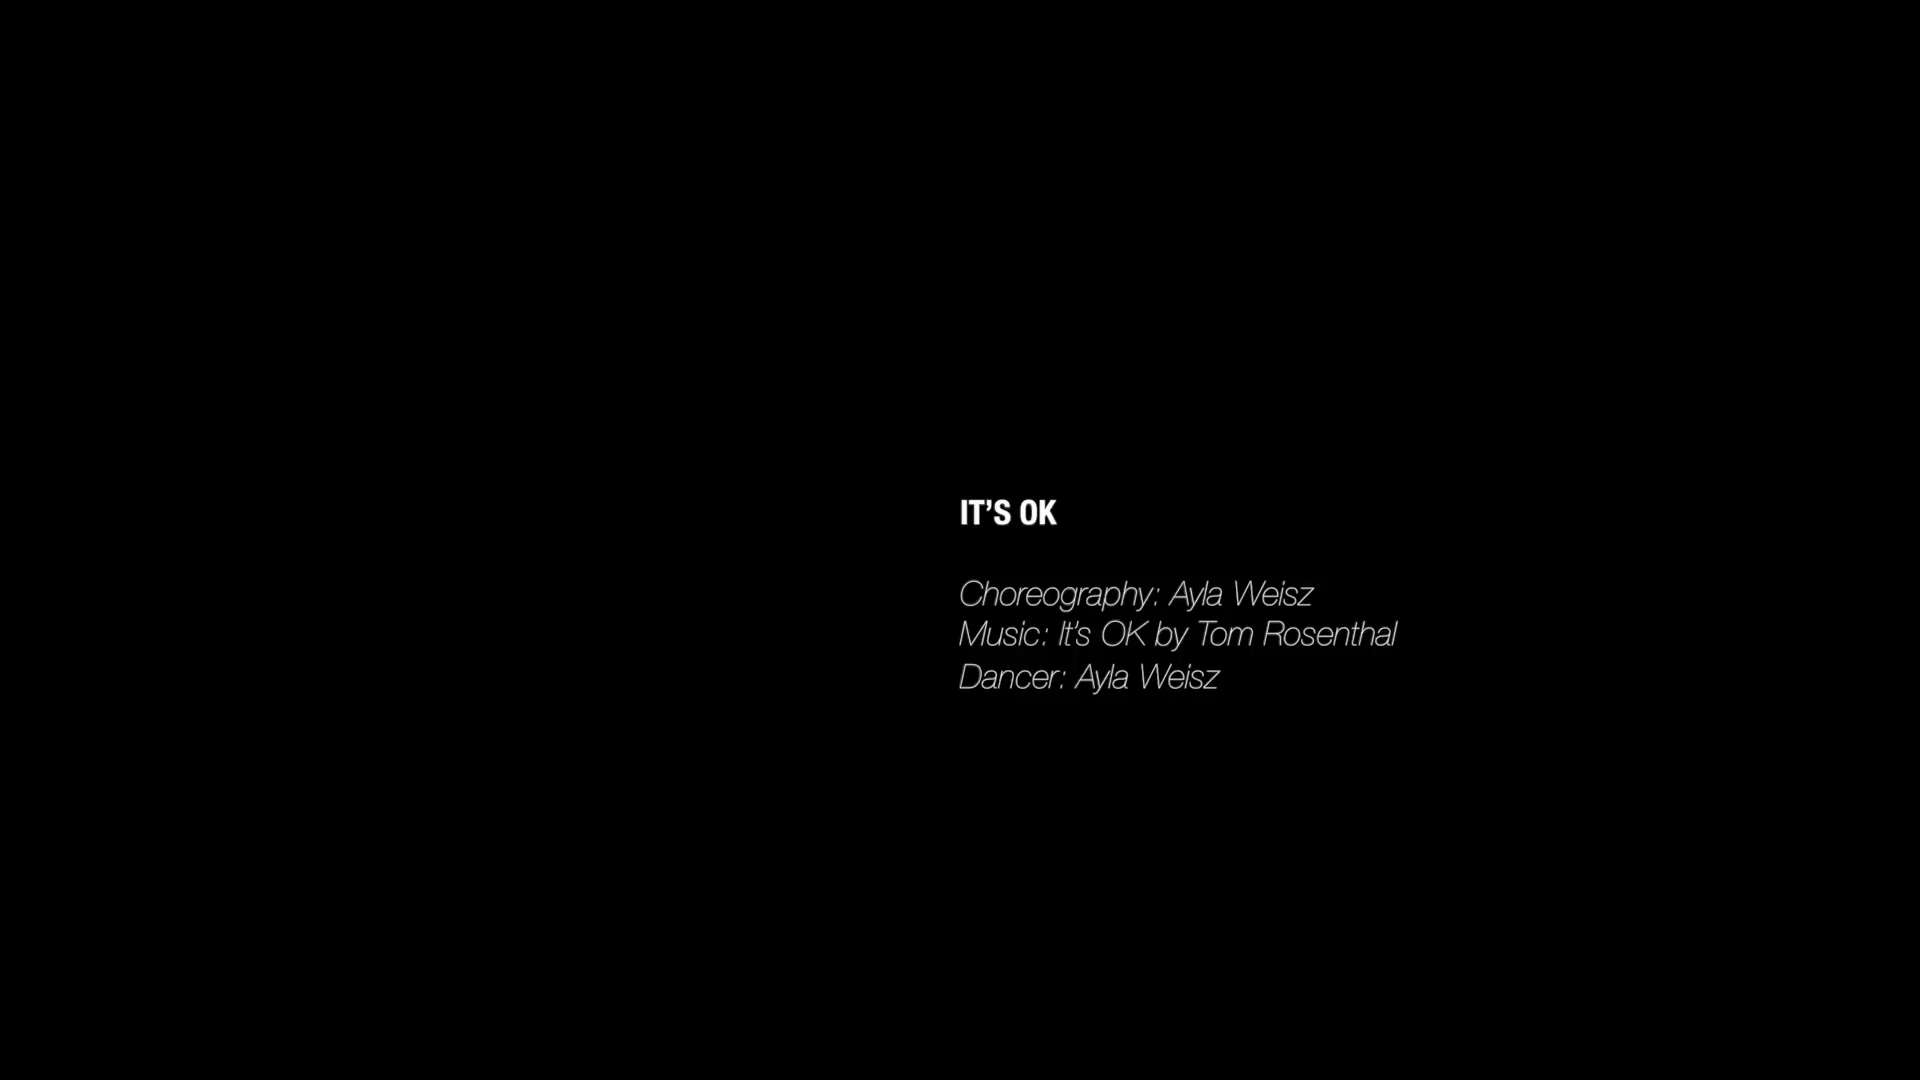 IT’S OK
Choreography: Ayla Weisz
Music: It’s OK by Tom Rosenthal
Dancer: Ayla Weisz